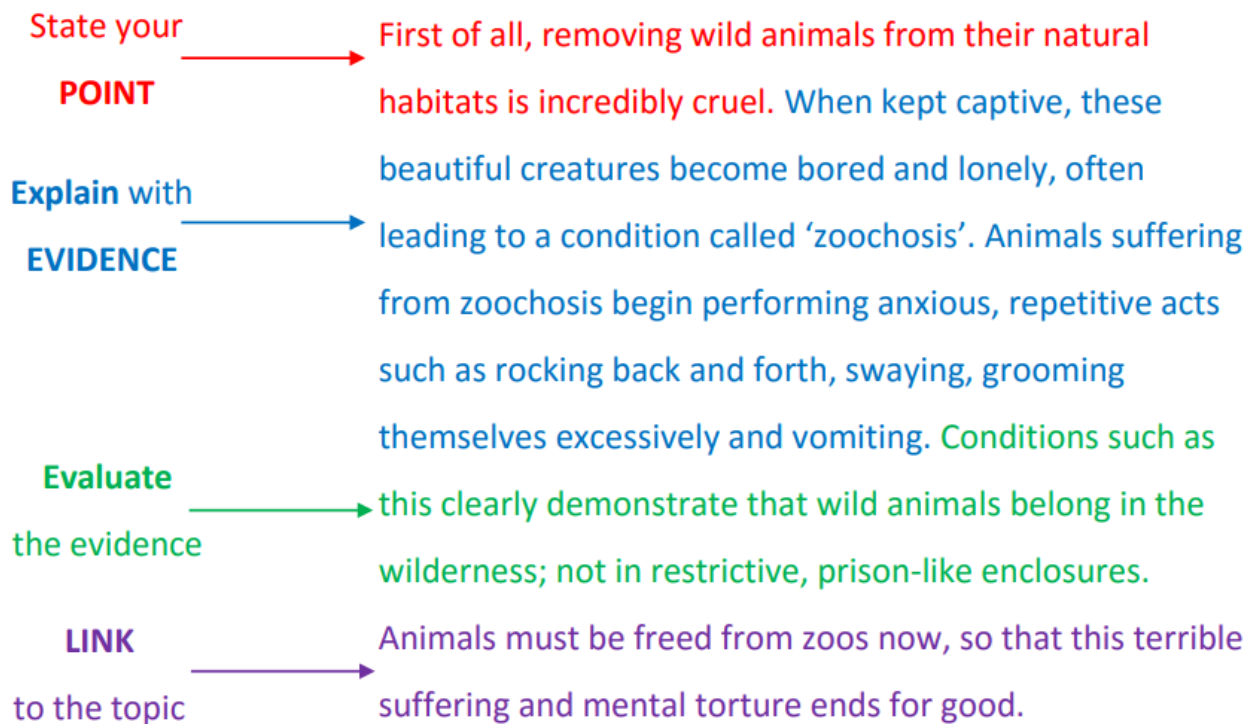 State your
POINT
First of all, removing wild animals from their natural
habitats is incredibly cruel. When kept captive, these
beautiful creatures become bored and lonely, often
leading to a condition called ‘zoochosis’. Animals suffering
from zoochosis begin performing anxious, repetitive acts
such as rocking back and forth, swaying, grooming
themselves excessively and vomiting. Conditions such as
this clearly demonstrate that wild animals belong in the
wilderness; not in restrictive, prison-like enclosures.
Animals must be freed from zoos now, so that this terrible
suffering and mental torture ends for good.
Explain with
EVIDENCE
Evaluate
the evidence
LINK
to the topic